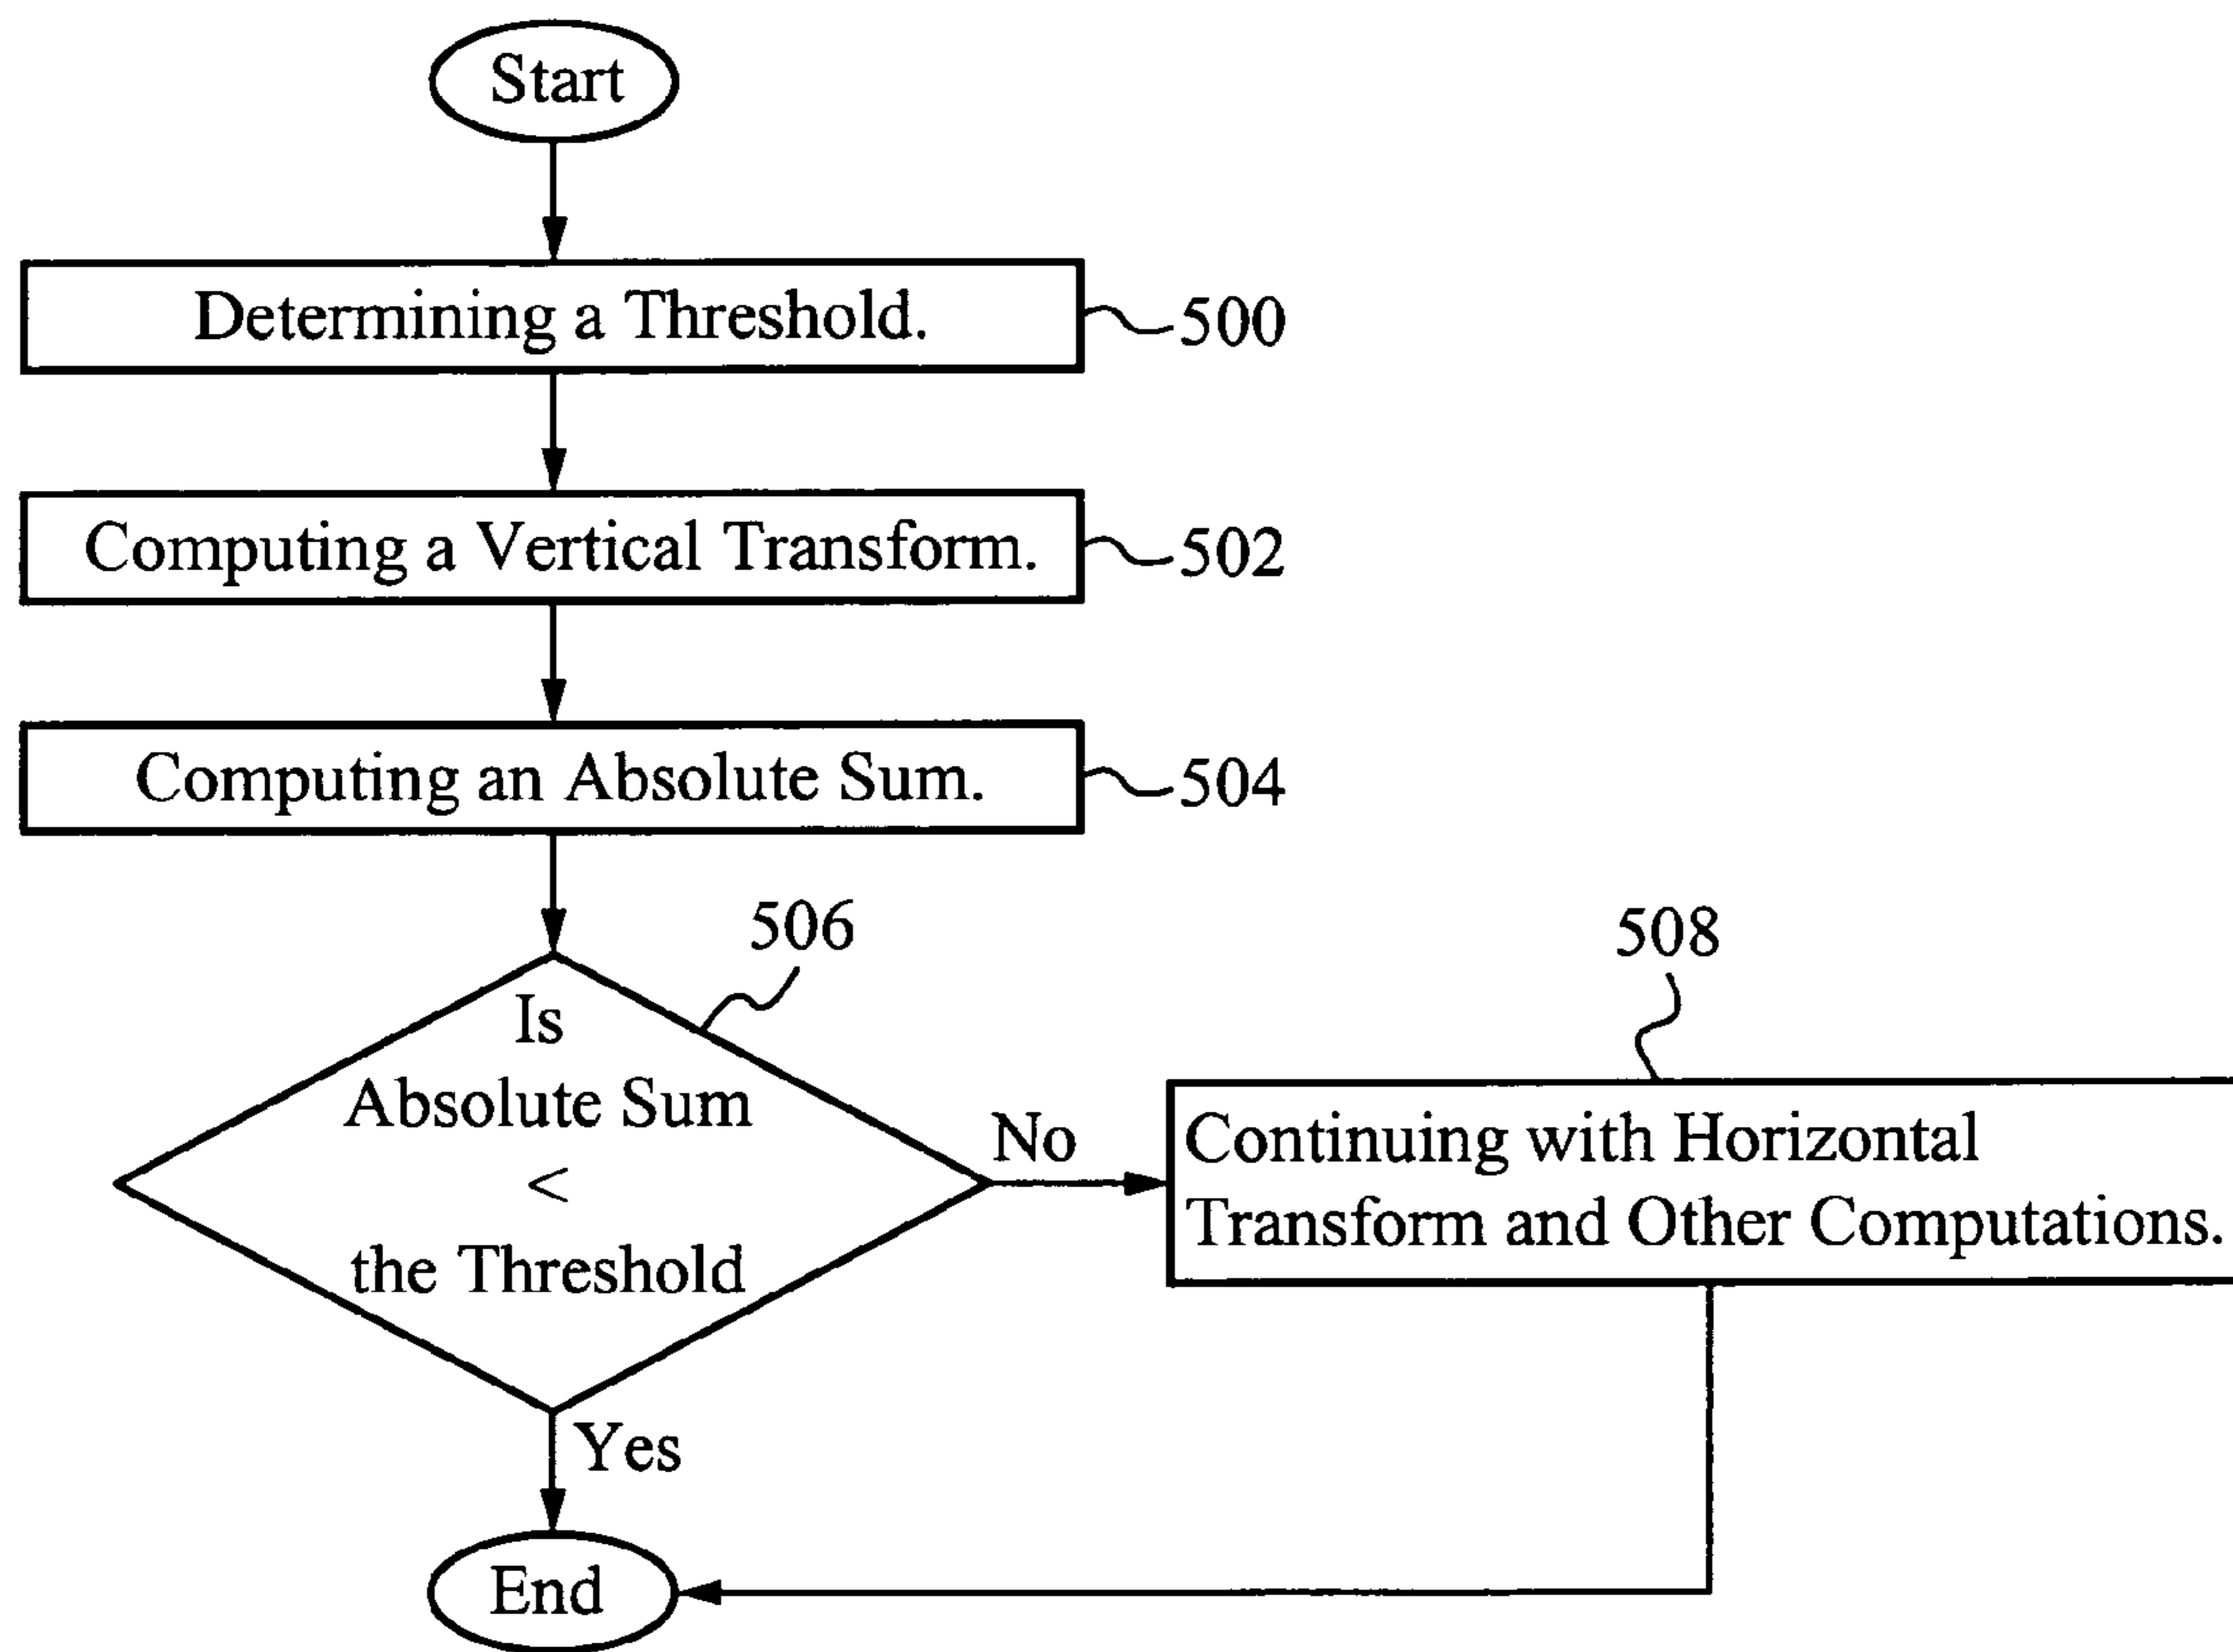 Start
Determining a Threshold.
500
Computing a Vertical Transform.
502
Computing an Absolute Sum.
504
506
Is
Absolute Sum
<
the Threshold
No
508
Continuing with Horizontal
Transform and Other Computations.
Yes
End